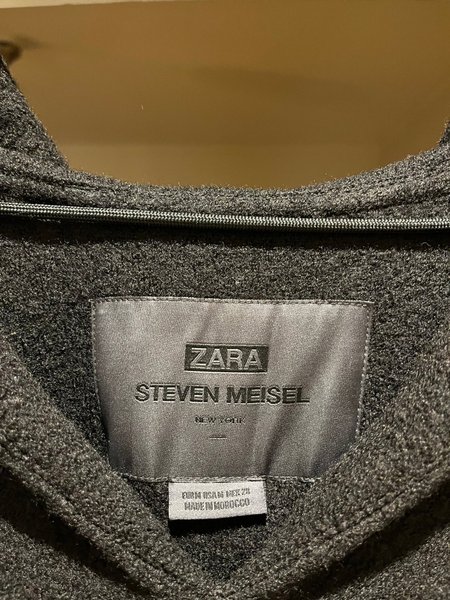 ZARA
STEVEN MEISEL
NEW YORK
EUR M USA M MEX 28
MADE IN MOROCCO